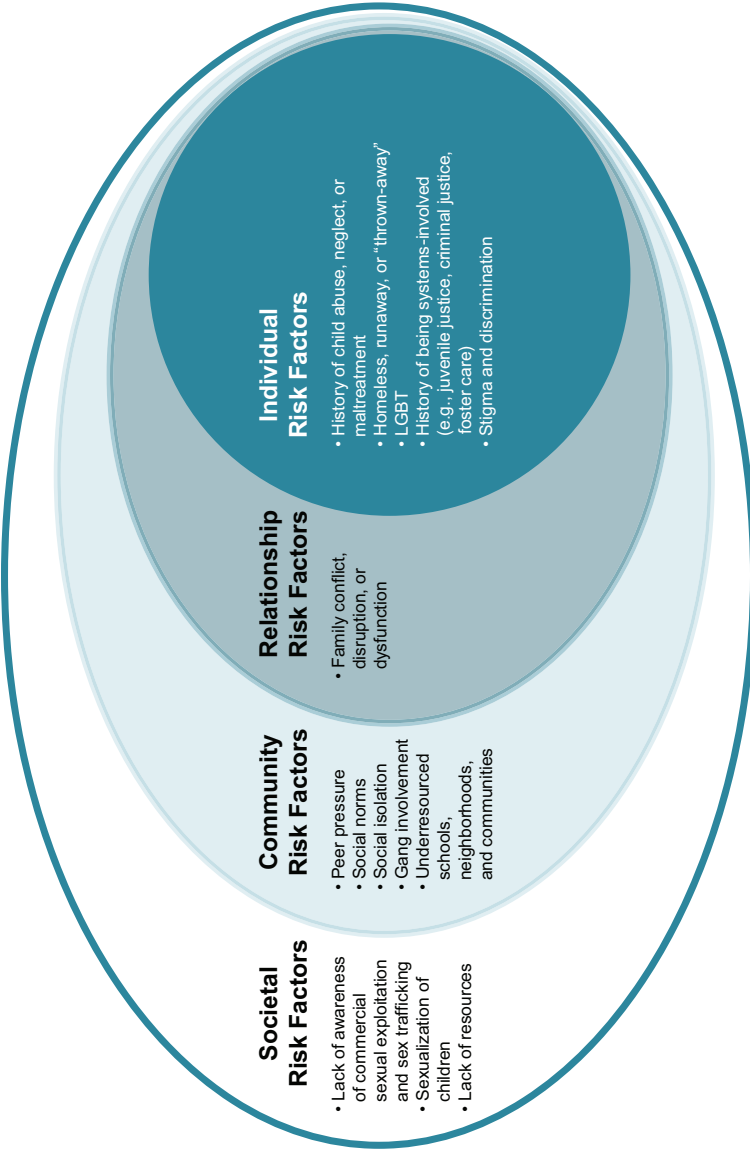 Societal
Risk Factors
• Lack of awareness
of commercial
sexual exploitation
and sex trafficking
• Sexualization of
children
• Lack of resources
Community
Risk Factors
• Peer pressure
• Social norms
• Social isolation
• Gang involvement
• Underresourced
schools,
neighborhoods,
and communities
Relationship
Risk Factors
• Family conflict,
disruption, or
dysfunction
Individual
Risk Factors
• History of child abuse, neglect, or
maltreatment
• Homeless, runaway, or “thrown-away”
• LGBT
• History of being systems-involved
(e.g., juvenile justice, criminal justice,
foster care)
• Stigma and discrimination